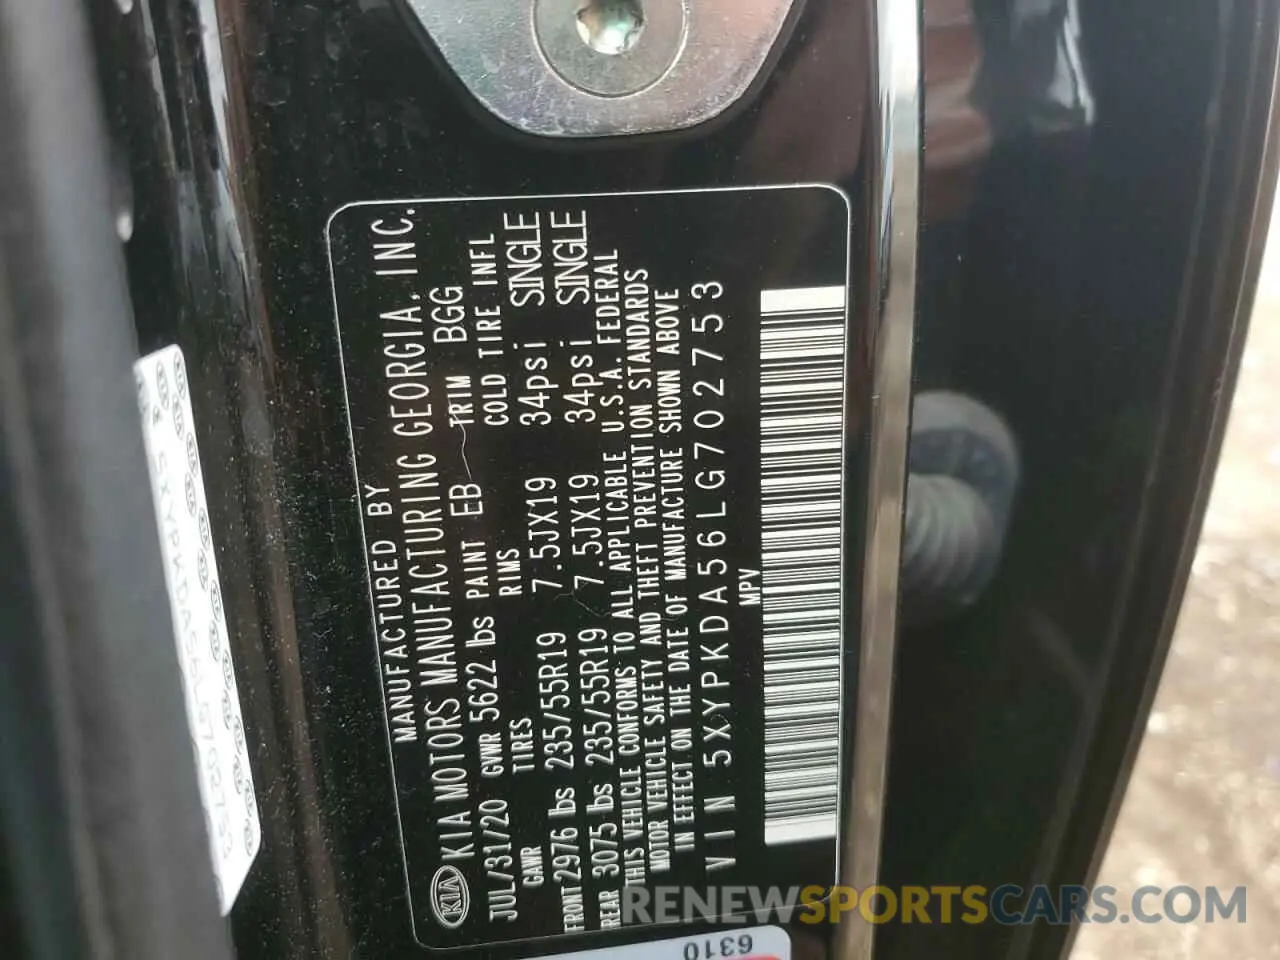 MANUFACTURED BY
KIA KIA MOTORS MANUFACTURING GEORGIA, INC.
JUL/31/20 GVWR 5622 lbs PAINT EB TRIM BGG
GAWR TIRES RIMS COLD TIRE INFL
FRONT 2976 lbs 235/55R19 7.5JX19 34psi SINGLE
REAR 3075 lbs 235/55R19 7.5JX19 34psi SINGLE
THIS VEHICLE CONFORMS TO ALL APPLICABLE U.S.A. FEDERAL
MOTOR VEHICLE SAFETY AND THEFT PREVENTION STANDARDS
IN EFFECT ON THE DATE OF MANUFACTURE SHOWN ABOVE
VIN 5XYPKDA56LG702753
MPV
6310
RENEWSPORTSCARS.COM